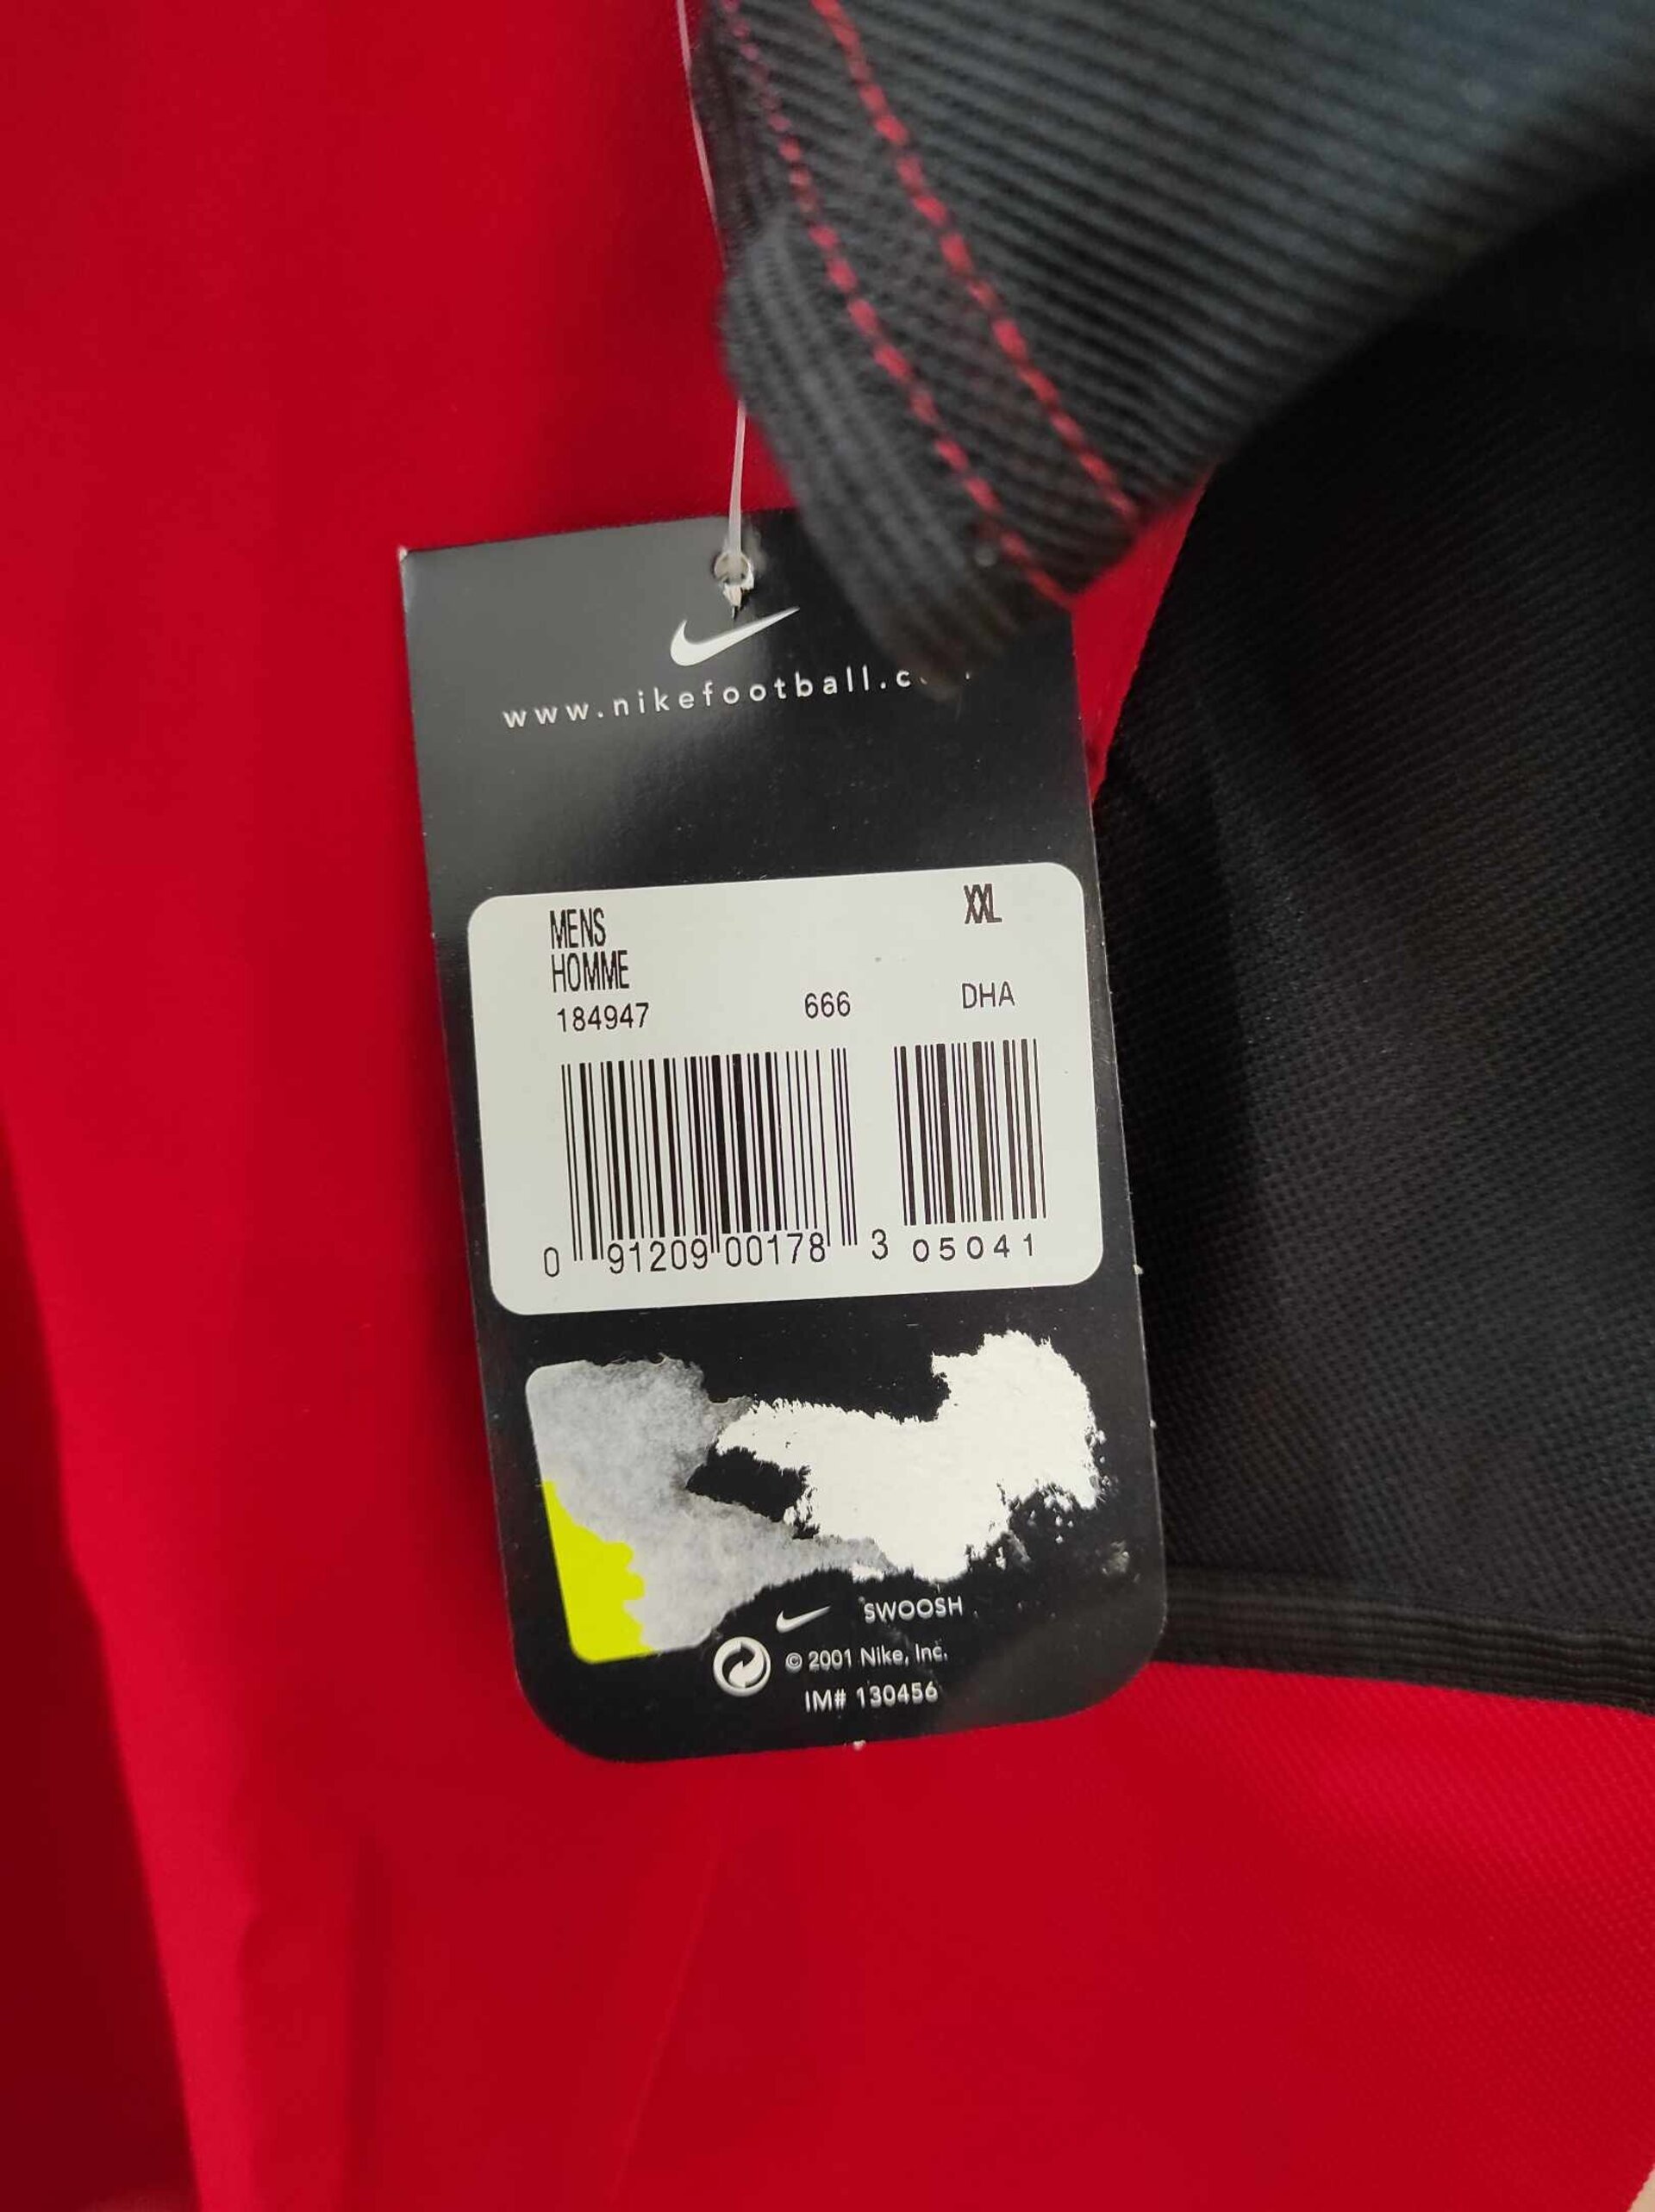 www.nikefootball.c
MENS XXL
HOMME
184947 666 DHA
0 91209 00178 3 05041
SWOOSH
© 2001 Nike, Inc.
IM# 130456